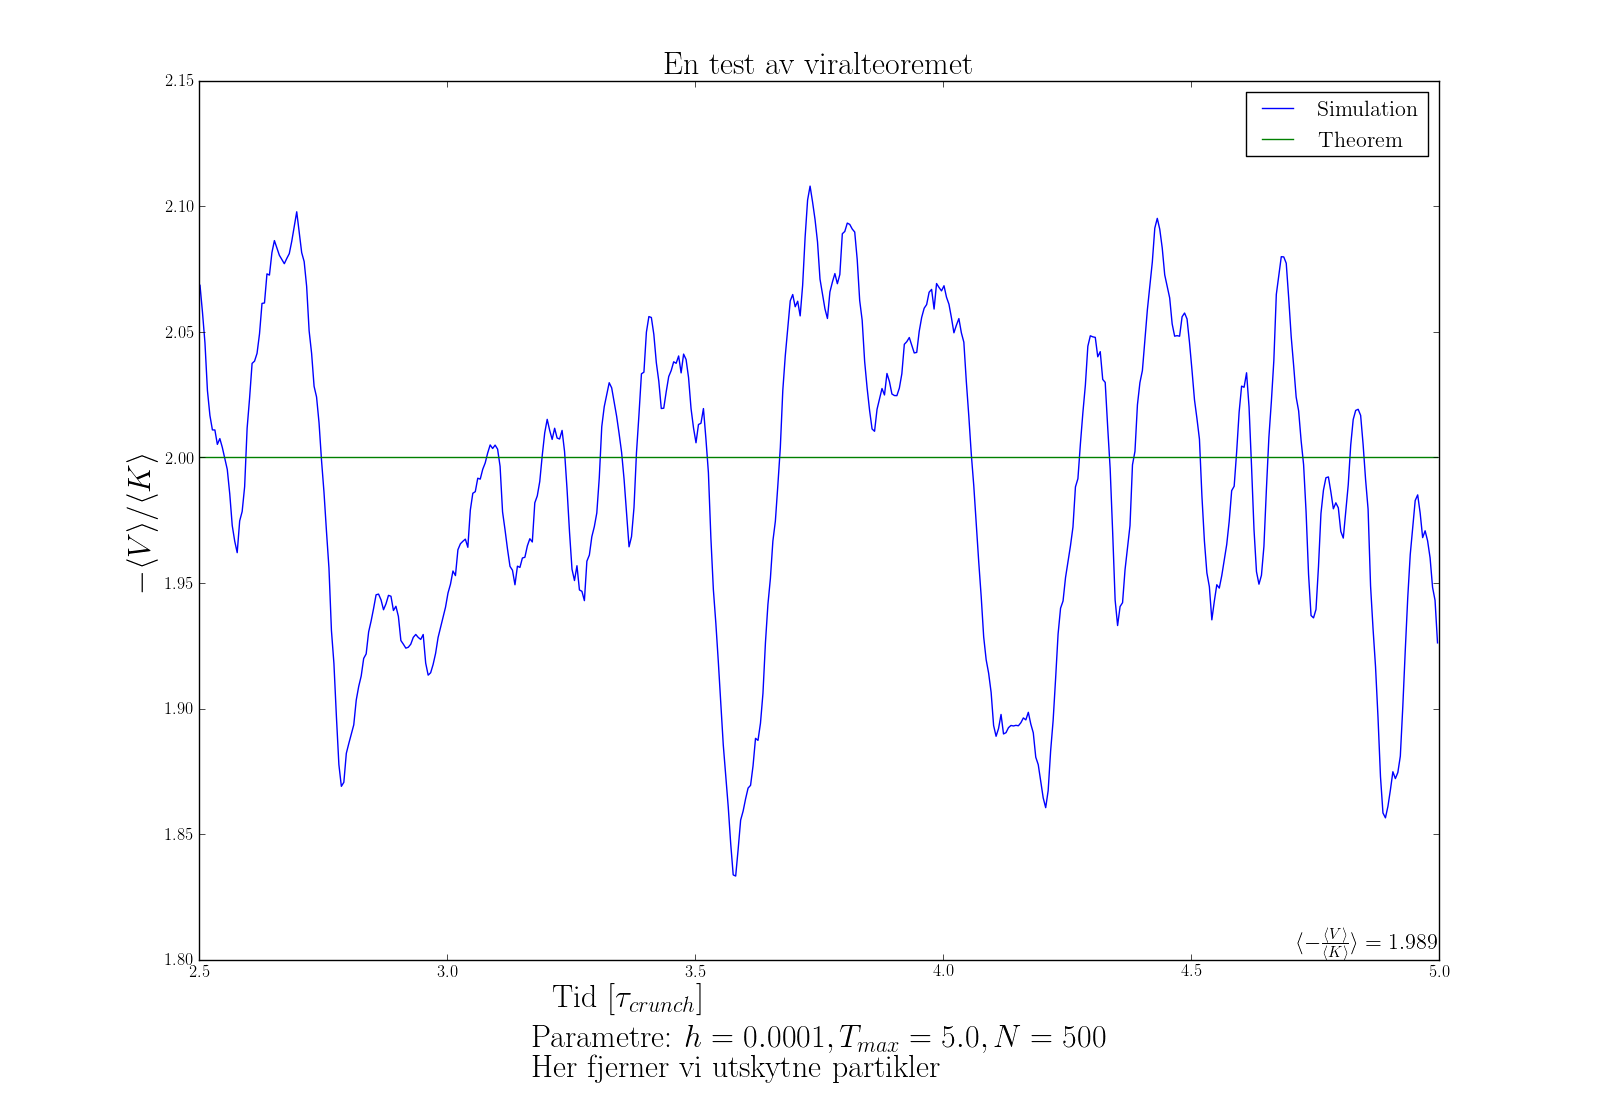 En test av viralteoremet
2.15
2.10
2.05
2.00
1.95
1.90
1.85
1.80
−⟨V⟩/⟨K⟩
Simulation
Theorem
⟨−⟨V⟩/⟨K⟩⟩ = 1.989
2.5 3.0 3.5 4.0 4.5 5.0
Tid [τ_crunch]
Parametre: h = 0.0001, T_max = 5.0, N = 500
Her fjerner vi utskytne partikler